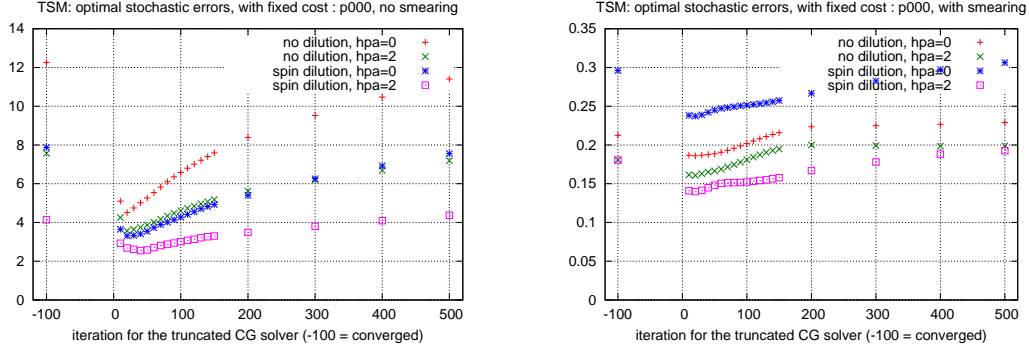 TSM: optimal stochastic errors, with fixed cost : p000, no smearing
no dilution, hpa=0
no dilution, hpa=2
spin dilution, hpa=0
spin dilution, hpa=2
14
12
10
8
6
4
2
0
-100 0 100 200 300 400 500
iteration for the truncated CG solver (-100 = converged)
TSM: optimal stochastic errors, with fixed cost : p000, with smearing
no dilution, hpa=0
no dilution, hpa=2
spin dilution, hpa=0
spin dilution, hpa=2
0.35
0.3
0.25
0.2
0.15
0.1
0.05
0
-100 0 100 200 300 400 500
iteration for the truncated CG solver (-100 = converged)